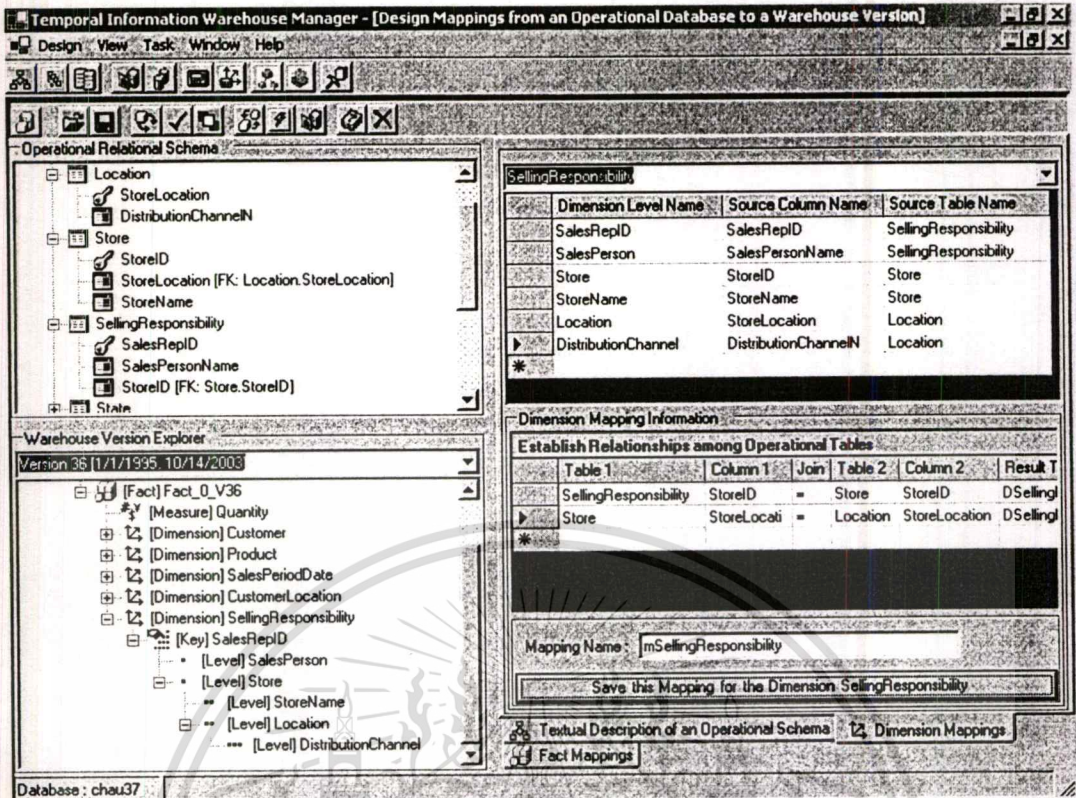 Temporal Information Warehouse Manager - [Design Mappings from an Operational Database to a Warehouse Version]
Design View Task Window Help
Operational Relational Schema
Location
StoreLocation
DistributionChannelN
Store
StoreID
StoreLocation [FK: Location.StoreLocation]
StoreName
SellingResponsibility
SalesRepID
SalesPersonName
StoreID [FK: Store.StoreID]
State
Warehouse Version Explorer
Version 36 [1/1/1995, 10/14/2003]
[Fact] Fact_0_V36
[Measure] Quantity
[Dimension] Customer
[Dimension] Product
[Dimension] SalesPeriodDate
[Dimension] CustomerLocation
[Dimension] SellingResponsibility
[Key] SalesRepID
[Level] SalesPerson
[Level] Store
[Level] StoreName
[Level] Location
[Level] DistributionChannel
SellingResponsibility
Dimension Level Name Source Column Name Source Table Name
SalesRepID SalesRepID SellingResponsibility
SalesPerson SalesPersonName SellingResponsibility
Store StoreID Store
StoreName StoreName Store
Location StoreLocation Location
DistributionChannel DistributionChannelN Location
Dimension Mapping Information
Establish Relationships among Operational Tables
Table 1 Column 1 Join Table 2 Column 2 Result T
SellingResponsibility StoreID = Store StoreID DSellingl
Store StoreLocati = Location StoreLocation DSellingl
Mapping Name : mSellingResponsibility
Save this Mapping for the Dimension SellingResponsibility
Textual Description of an Operational Schema Dimension Mappings
Fact Mappings
Database : chau37